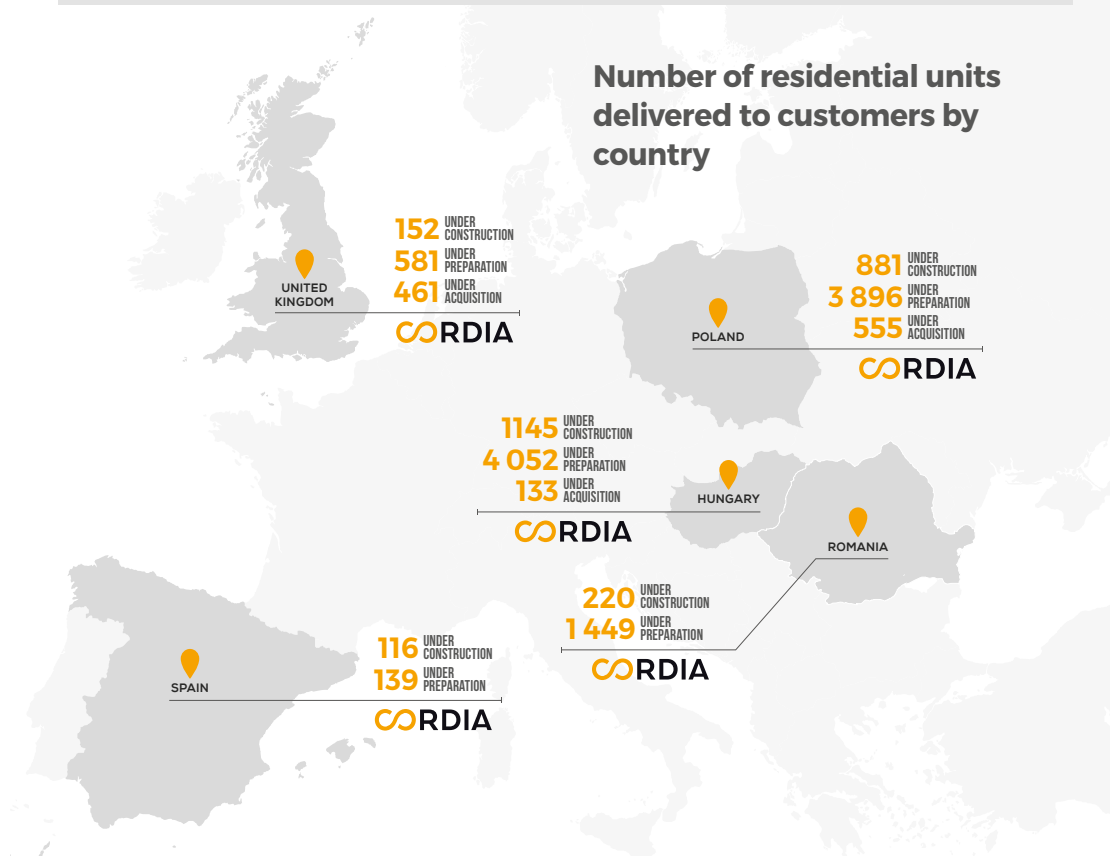 Number of residential units
delivered to customers by
country
152 UNDER CONSTRUCTION
581 UNDER PREPARATION
461 UNDER ACQUISITION
UNITED
KINGDOM
CORDIA
881 UNDER CONSTRUCTION
3 896 UNDER PREPARATION
555 UNDER ACQUISITION
POLAND
CORDIA
1145 UNDER CONSTRUCTION
4 052 UNDER PREPARATION
133 UNDER ACQUISITION
HUNGARY
CORDIA
ROMANIA
220 UNDER CONSTRUCTION
1 449 UNDER PREPARATION
CORDIA
116 UNDER CONSTRUCTION
139 UNDER PREPARATION
SPAIN
CORDIA